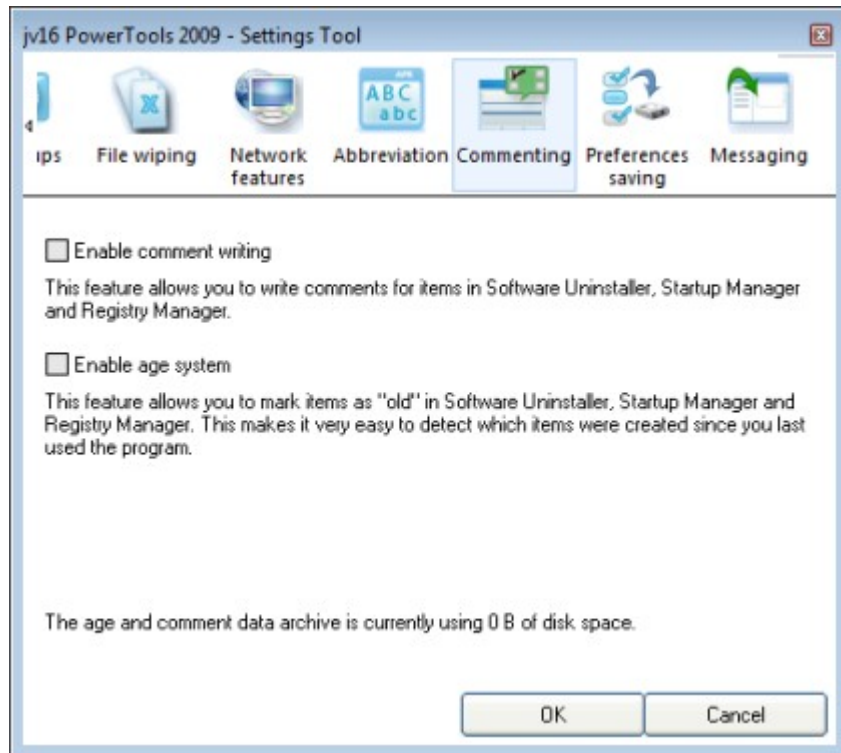 jv16 PowerTools 2009 - Settings Tool
ABC
abc
ups File wiping Network features Abbreviation Commenting Preferences saving Messaging
Enable comment writing
This feature allows you to write comments for items in Software Uninstaller, Startup Manager
and Registry Manager.
Enable age system
This feature allows you to mark items as "old" in Software Uninstaller, Startup Manager and
Registry Manager. This makes it very easy to detect which items were created since you last
used the program.
The age and comment data archive is currently using 0 B of disk space.
OK Cancel